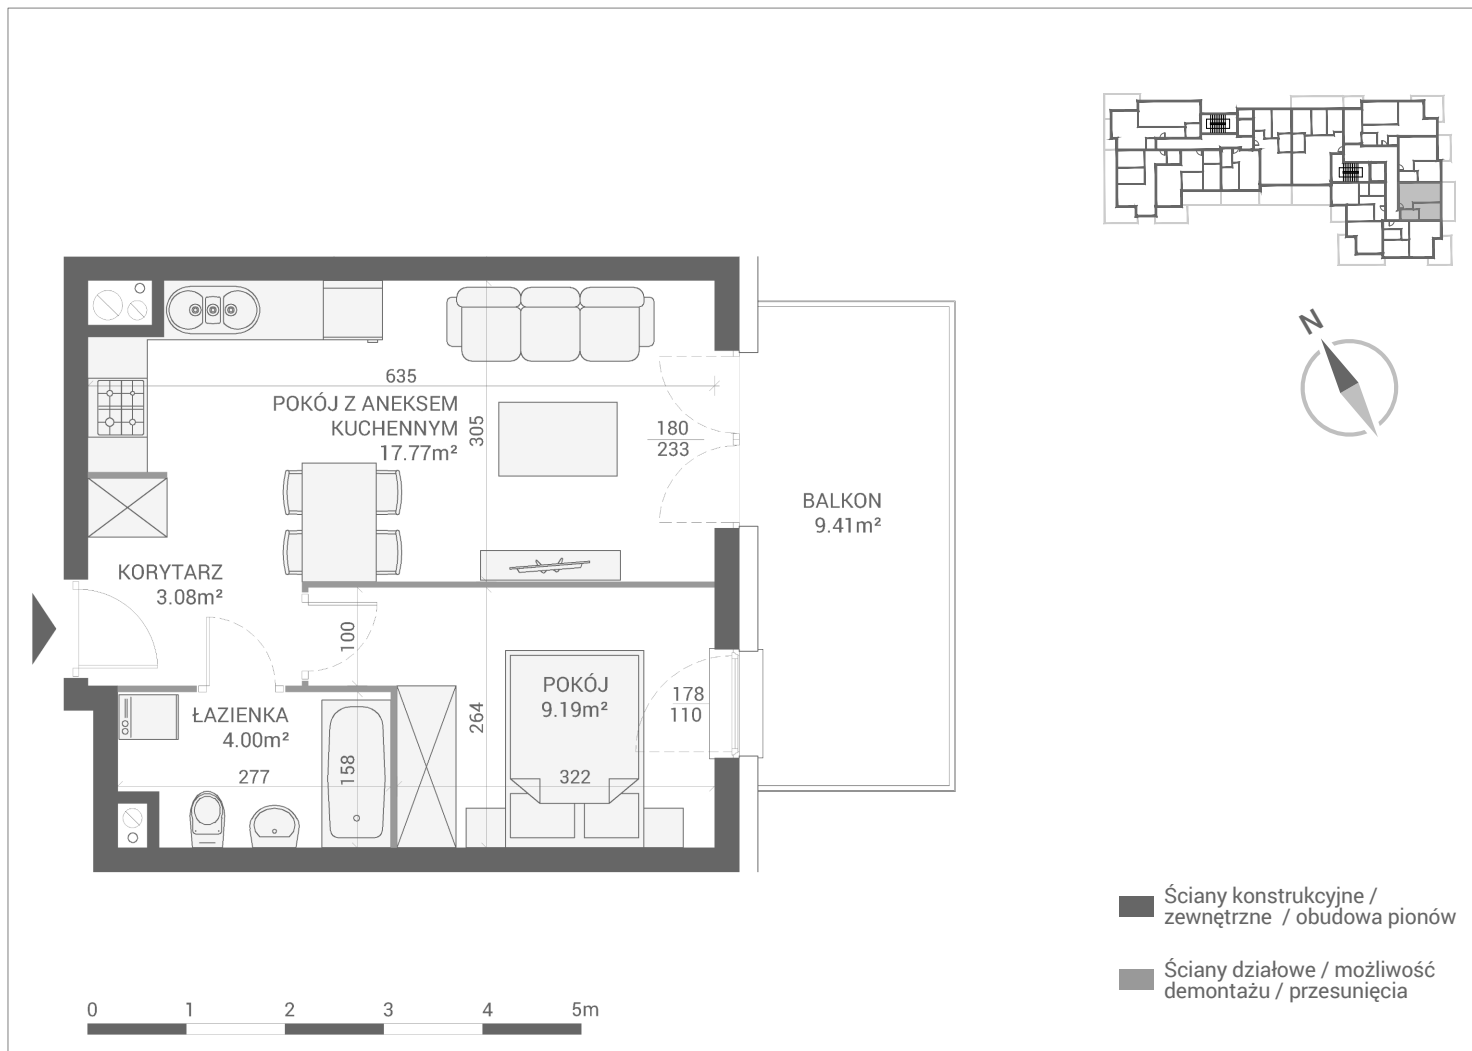 N
635
POKÓJ Z ANEKSEM
KUCHENNYM
17.77m²
305
180
233
BALKON
9.41m²
KORYTARZ
3.08m²
100
POKÓJ
9.19m²
178
110
ŁAZIENKA
4.00m²
264
277
158
322
Ściany konstrukcyjne /
zewnętrzne / obudowa pionów
Ściany działowe / możliwość
demontażu / przesunięcia
0 1 2 3 4 5m